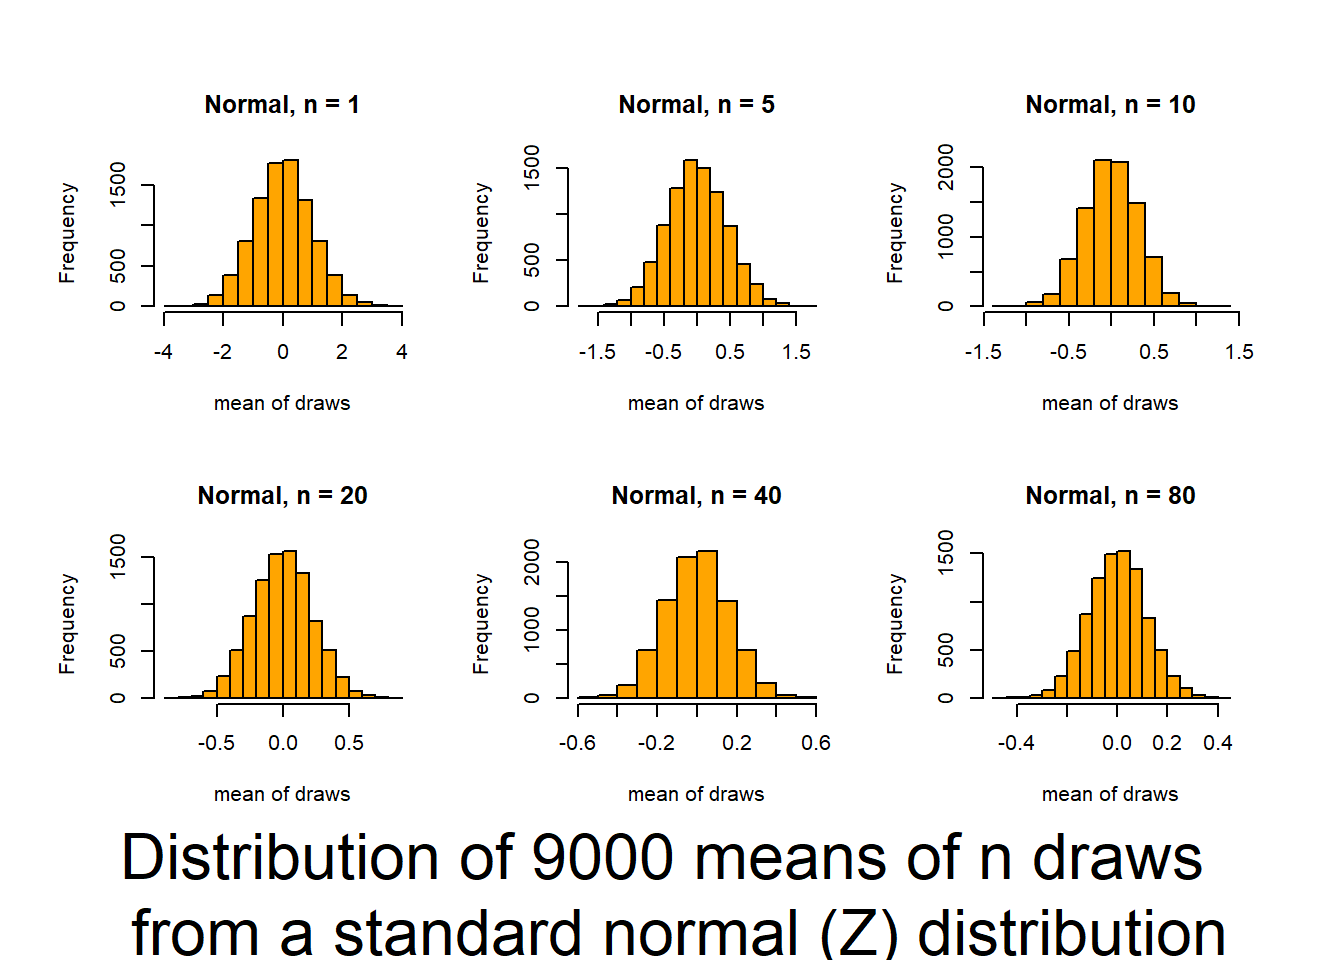 Normal, n = 1
Frequency
1500
500
0
-4 -2 0 2 4
mean of draws
Normal, n = 5
Frequency
1500
500
0
-1.5 -0.5 0.5 1.5
mean of draws
Normal, n = 10
Frequency
2000
1000
0
-1.5 -0.5 0.5 1.5
mean of draws
Normal, n = 20
Frequency
1500
500
0
-0.5 0.0 0.5
mean of draws
Normal, n = 40
Frequency
2000
1000
0
-0.6 -0.2 0.2 0.6
mean of draws
Normal, n = 80
Frequency
1500
500
0
-0.4 0.0 0.2 0.4
mean of draws
Distribution of 9000 means of n draws
from a standard normal (Z) distribution